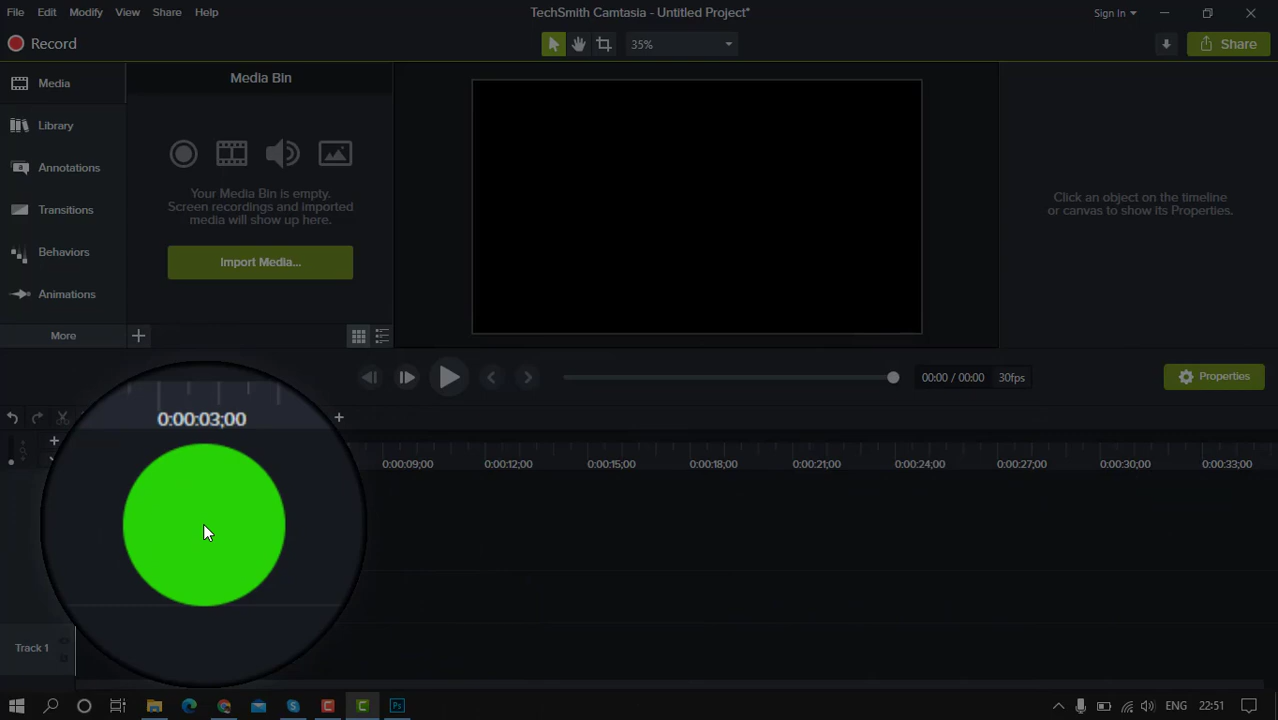 File Edit Modify View Share Help
TechSmith Camtasia - Untitled Project*
Sign In
Record
35%
Share
Media
Library
Annotations
Transitions
Behaviors
Animations
More
Media Bin
Your Media Bin is empty.
Screen recordings and imported
media will show up here.
Import Media...
Click an object on the timeline
or canvas to show its Properties.
00:00 / 00:00 30fps
Properties
0:00:03;00
0:00:09;00 0:00:12;00 0:00:15;00 0:00:18;00 0:00:21;00 0:00:24;00 0:00:27;00 0:00:30;00 0:00:33;00
Track 1
Ps
ENG 22:51